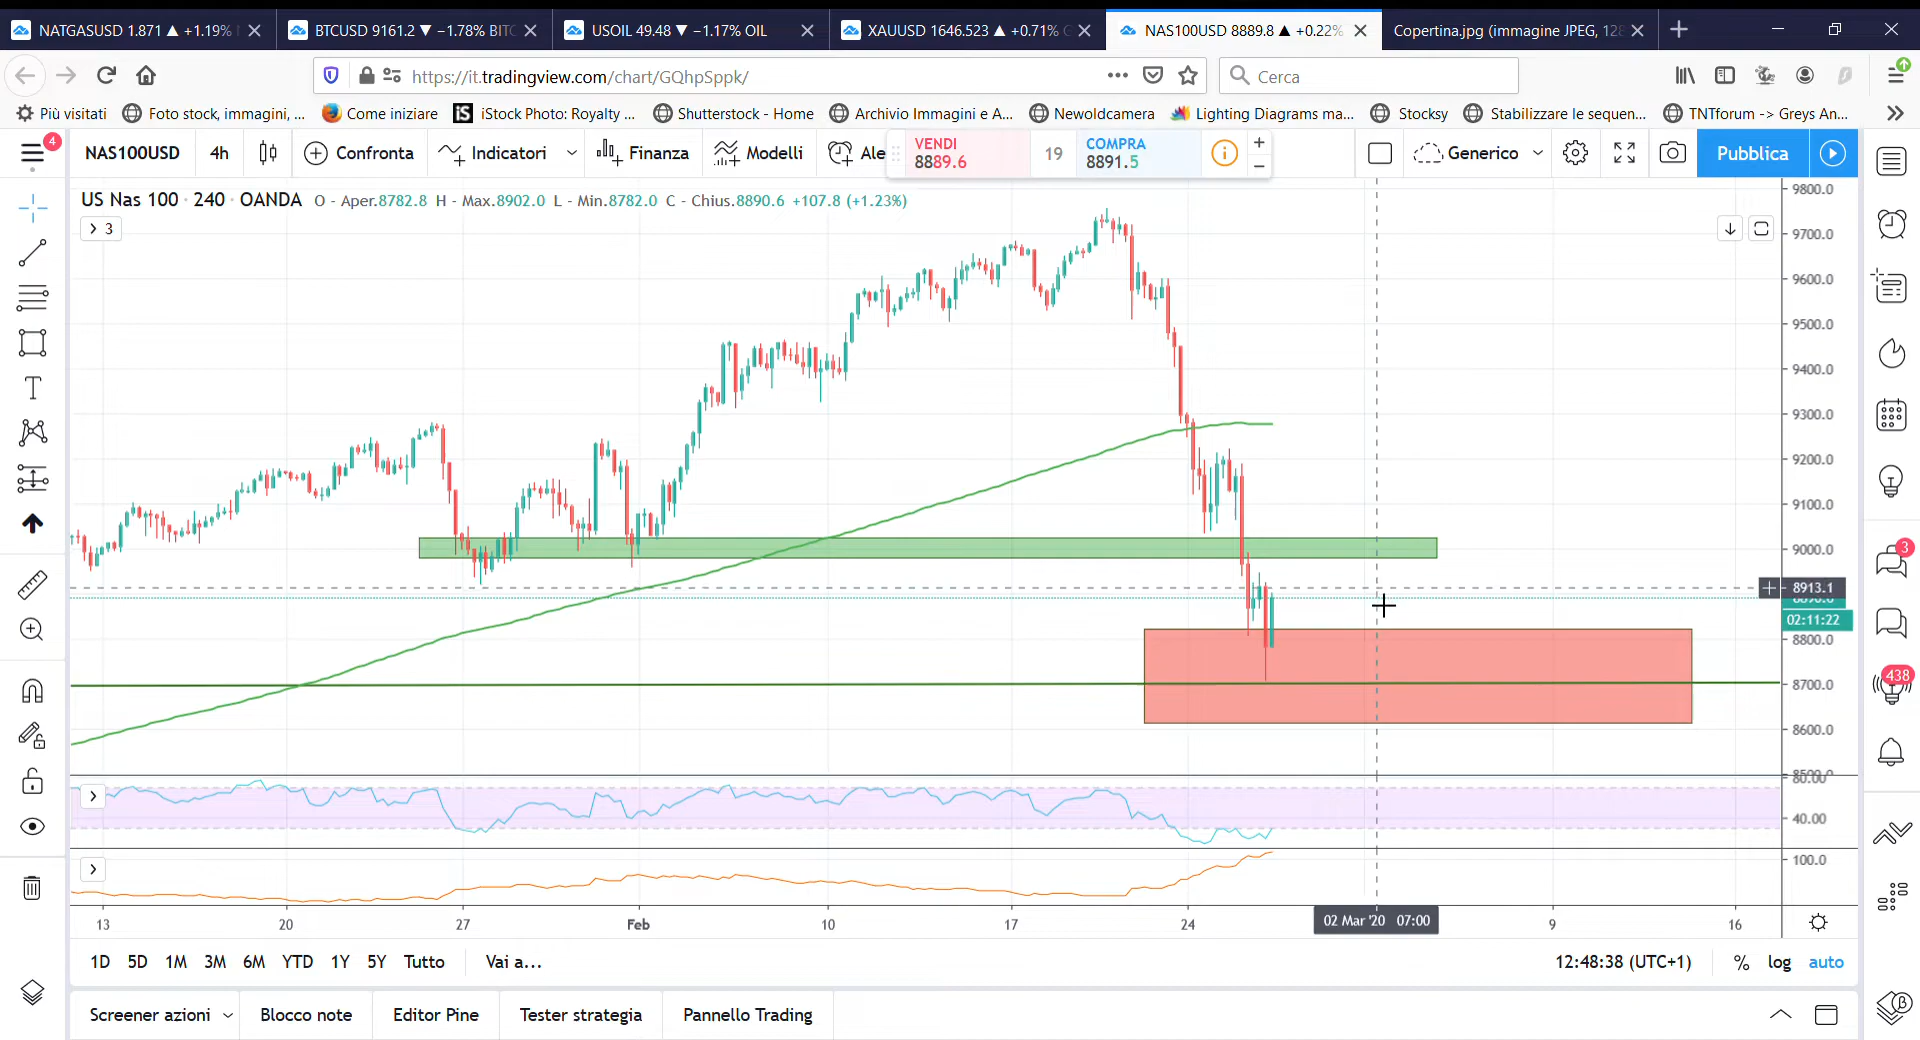 NATGASUSD 1.871 ▲ +1.19%
BTCUSD 9161.2 ▼ −1.78% BITC
USOIL 49.48 ▼ −1.17% OIL
XAUUSD 1646.523 ▲ +0.71%
NAS100USD 8889.8 ▲ +0.22%
Copertina.jpg (immagine JPEG, 128
https://it.tradingview.com/chart/GQhpSppk/
Cerca
Più visitati
Foto stock, immagini, ...
Come iniziare
iS
iStock Photo: Royalty ...
Shutterstock - Home
Archivio Immagini e A...
Newoldcamera
Lighting Diagrams ma...
Stocksy
Stabilizzare le sequen...
TNTforum -> Greys An...
4
NAS100USD
4h
Confronta
Indicatori
Finanza
Modelli
Ale
VENDI
8889.6
19
COMPRA
8891.5
Generico
Pubblica
US Nas 100 · 240 · OANDA
O - Aper.8782.8 H - Max.8902.0 L - Min.8782.0 C - Chius.8890.6 +107.8 (+1.23%)
3
9800.0
9700.0
9600.0
9500.0
9400.0
9300.0
9200.0
9100.0
9000.0
8913.1
02:11:22
8800.0
8700.0
8600.0
8500.0
80.00
40.00
100.0
3
438
13
20
27
Feb
10
17
24
02 Mar '20 07:00
9
16
1D
5D
1M
3M
6M
YTD
1Y
5Y
Tutto
Vai a...
12:48:38 (UTC+1)
%
log
auto
Screener azioni
Blocco note
Editor Pine
Tester strategia
Pannello Trading